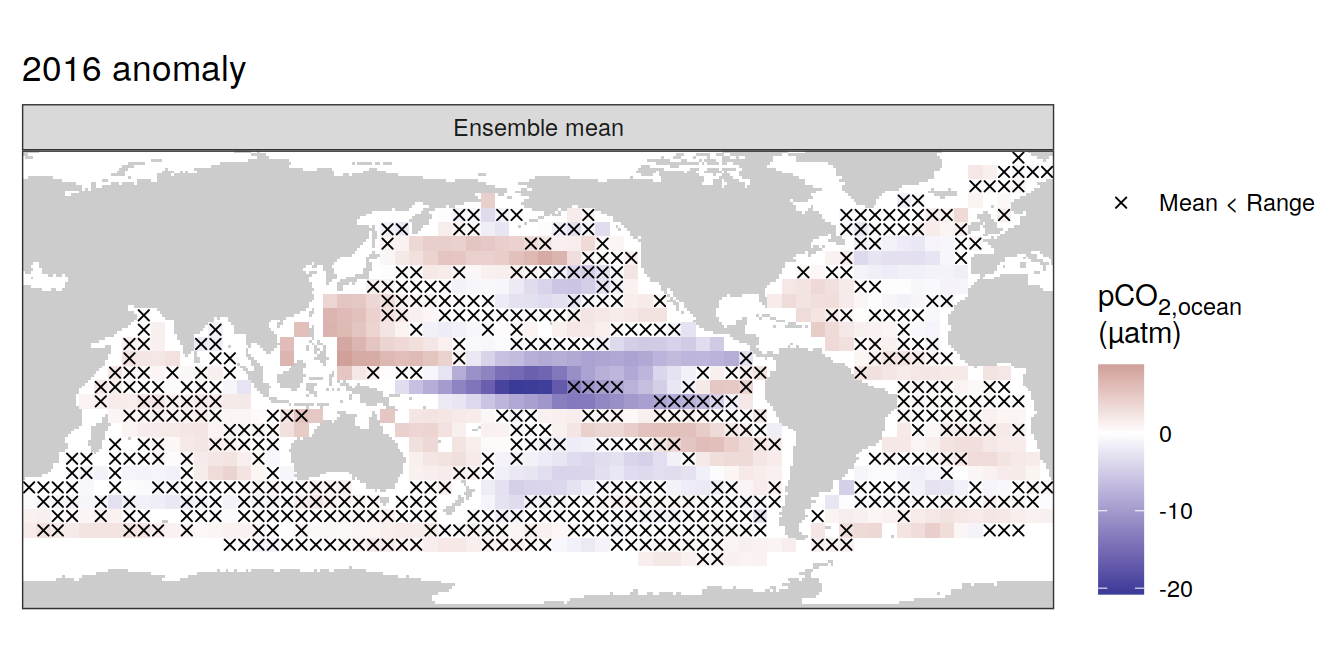 2016 anomaly
Ensemble mean
× Mean < Range
pCO2,ocean
(µatm)
0
-10
-20